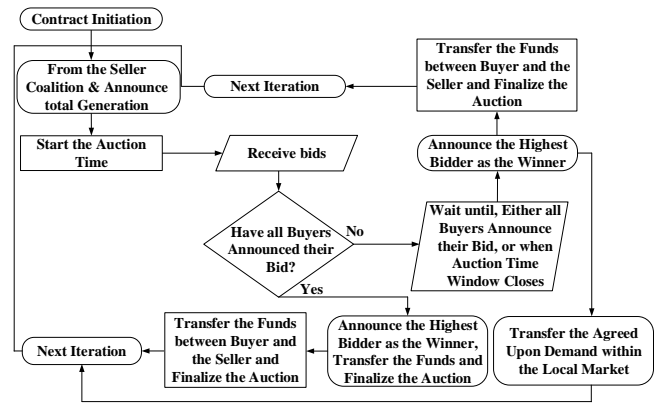 Contract Initiation
From the Seller
Coalition & Announce
total Generation
Start the Auction
Time
Receive bids
Have all Buyers
Announced their
Bid?
No
Yes
Wait until, Either all
Buyers Announce
their Bid, or when
Auction Time
Window Closes
Announce the Highest
Bidder as the Winner
Transfer the Funds
between Buyer and the
Seller and Finalize the
Auction
Next Iteration
Announce the Highest
Bidder as the Winner,
Transfer the Funds and
Finalize the Auction
Transfer the Funds
between Buyer and
the Seller and
Finalize the Auction
Next Iteration
Transfer the Agreed
Upon Demand within
the Local Market